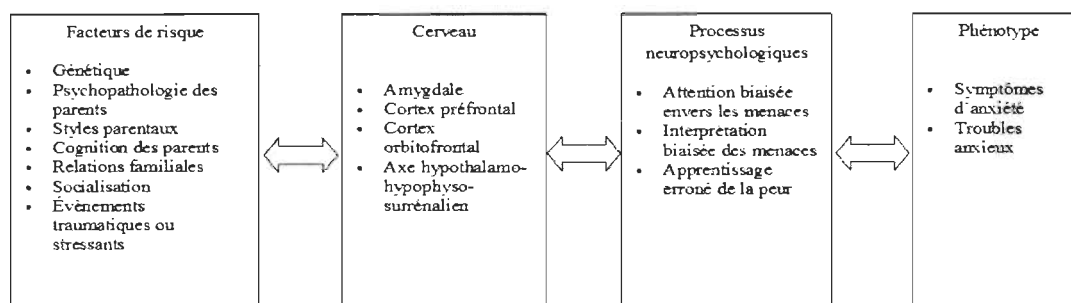 Facteurs de risque
• Génétique
• Psychopathologie des
parents
• Styles parentaux
• Cognition des parents
• Relations familiales
• Socialisation
• Évènements
traumatiques ou
stressants
Cerveau
• Amygdale
• Cortex préfrontal
• Cortex
orbitofrontal
• Axe hypothalamo-
hypophyso-
surrénalien
Processus
neuropsychologiques
• Attention biaisée
envers les menaces
• Interprétation
biaisée des menaces
• Apprentissage
erroné de la peur
Phénotype
• Symptômes
d'anxiété
• Troubles
anxieux